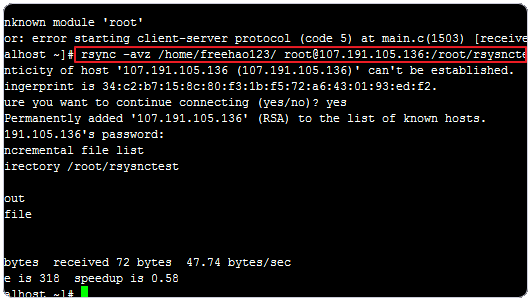 nknown module 'root'
or: error starting client-server protocol (code 5) at main.c(1503) [receive
alhost ~]# rsync -avz /home/freehao123/ root@107.191.105.136:/root/rsysncte
nticity of host '107.191.105.136 (107.191.105.136)' can't be established.
ingerprint is 34:c2:b7:15:8c:80:f3:1b:f5:72:a6:43:01:93:ed:f2.
ure you want to continue connecting (yes/no)? yes
Permanently added '107.191.105.136' (RSA) to the list of known hosts.
191.105.136's password:
ncremental file list
irectory /root/rsysnctest
out
file
bytes  received 72 bytes  47.74 bytes/sec
e is 318  speedup is 0.58
alhost ~]#